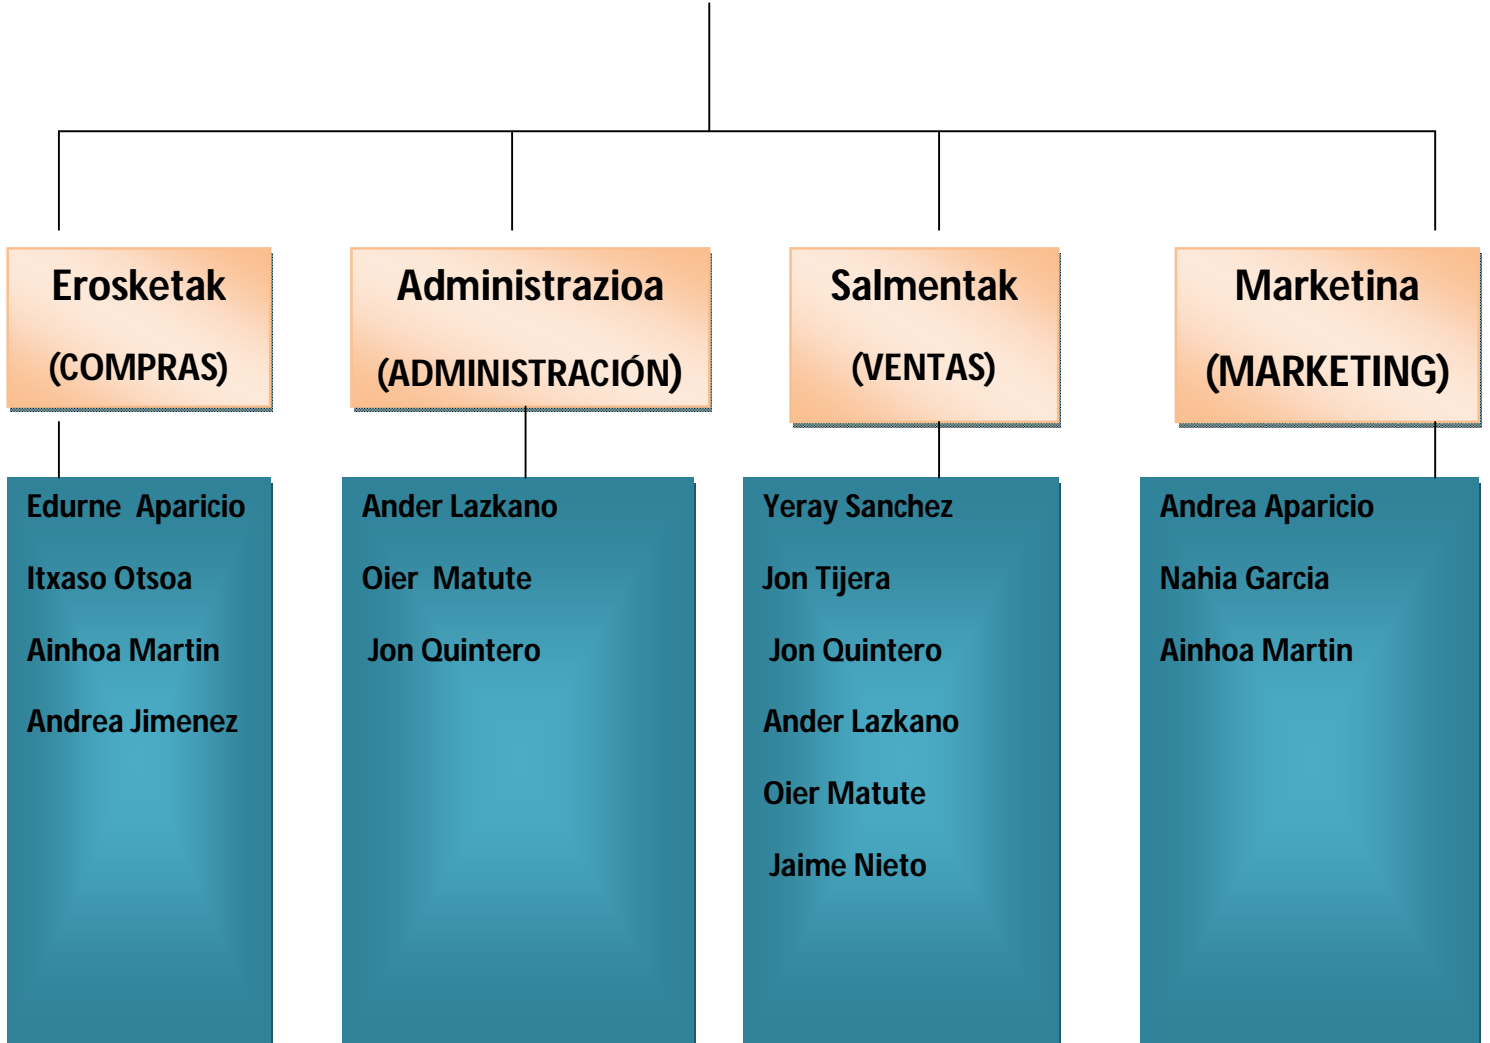 Erosketak
(COMPRAS)
Administrazioa
(ADMINISTRACIÓN)
Salmentak
(VENTAS)
Marketina
(MARKETING)
Edurne Aparicio
Itxaso Otsoa
Ainhoa Martin
Andrea Jimenez
Ander Lazkano
Oier Matute
Jon Quintero
Yeray Sanchez
Jon Tijera
Jon Quintero
Ander Lazkano
Oier Matute
Jaime Nieto
Andrea Aparicio
Nahia Garcia
Ainhoa Martin